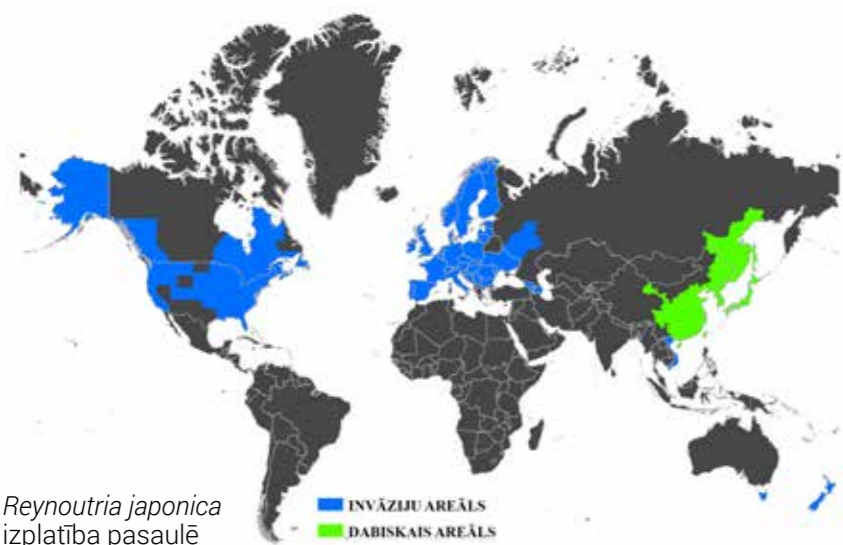 Reynoutria japonica
izplatība pasaulē
INVĀZIJU AREĀLS
DABISKAIS AREĀLS